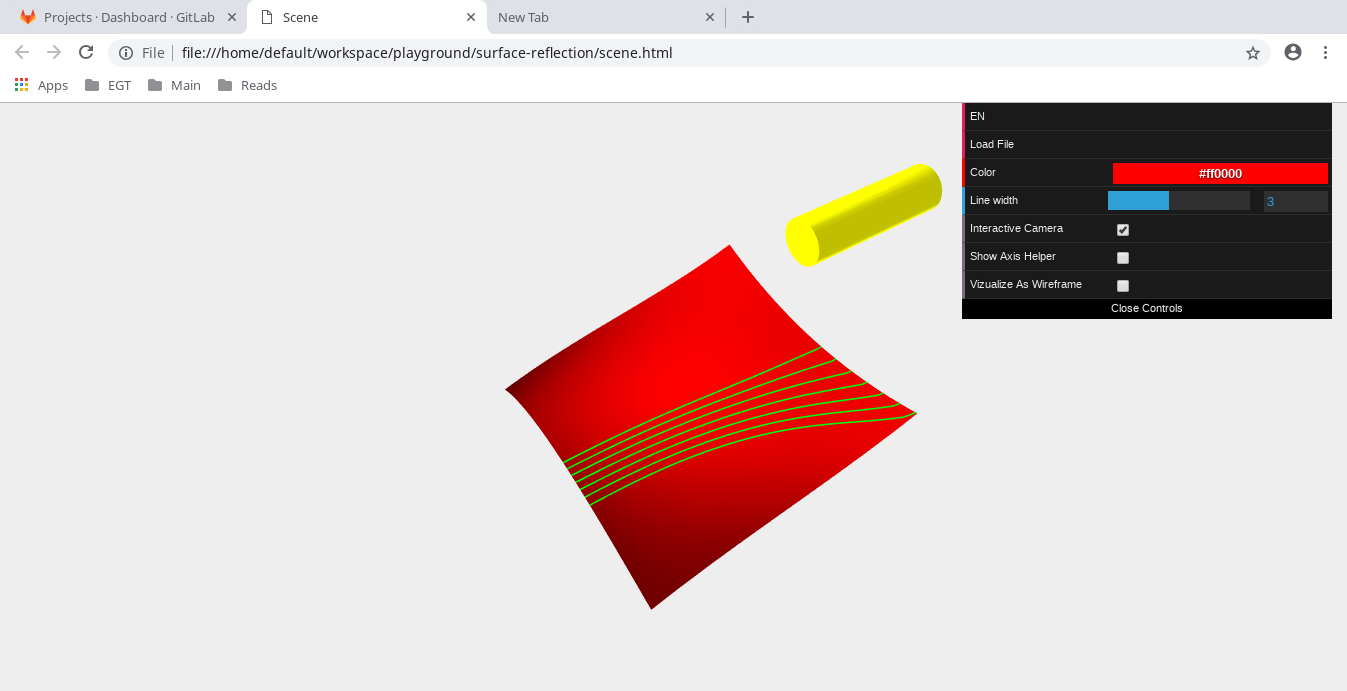 Projects · Dashboard · GitLab
Scene
New Tab
File
file:///home/default/workspace/playground/surface-reflection/scene.html
Apps
EGT
Main
Reads
EN
Load File
Color #ff0000
Line width 3
Interactive Camera
Show Axis Helper
Vizualize As Wireframe
Close Controls